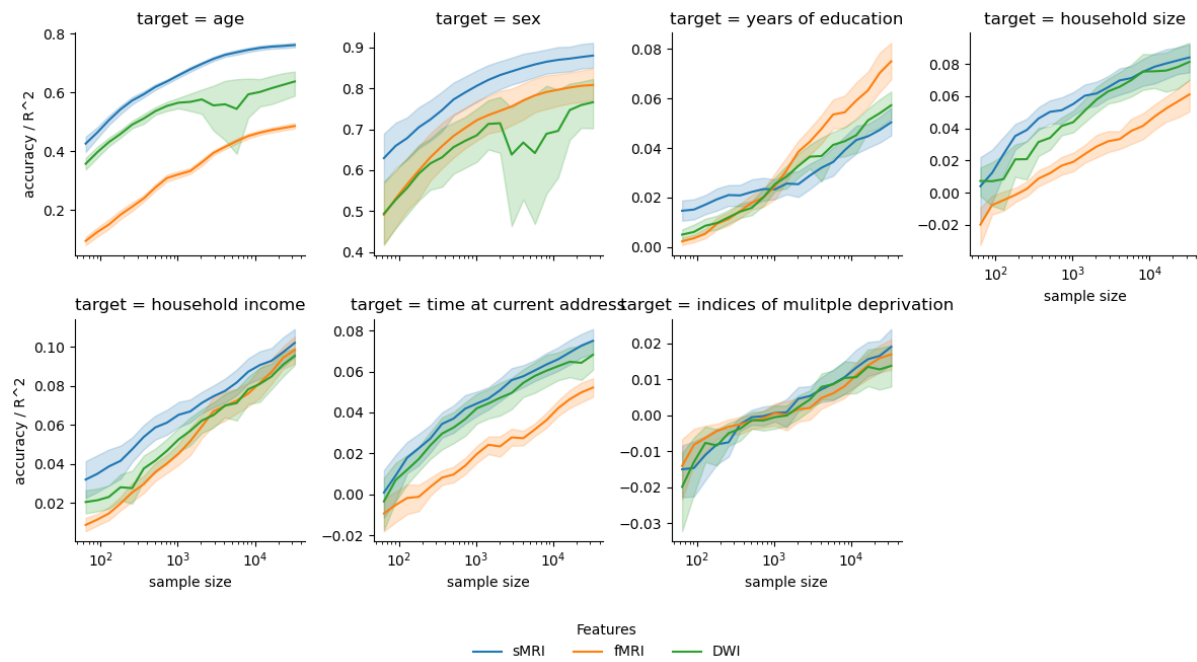 target = age
target = sex
target = years of education
target = household size
accuracy / R^2
0.8
0.6
0.4
0.2
0.9
0.8
0.7
0.6
0.5
0.4
0.08
0.06
0.04
0.02
0.00
0.08
0.06
0.04
0.02
0.00
−0.02
10^2
10^3
10^4
sample size
target = household income
target = time at current address
target = indices of mulitple deprivation
accuracy / R^2
0.10
0.08
0.06
0.04
0.02
0.08
0.06
0.04
0.02
0.00
−0.02
0.02
0.01
0.00
−0.01
−0.02
−0.03
10^2
10^3
10^4
sample size
10^2
10^3
10^4
sample size
10^2
10^3
10^4
sample size
Features
sMRI
fMRI
DWI